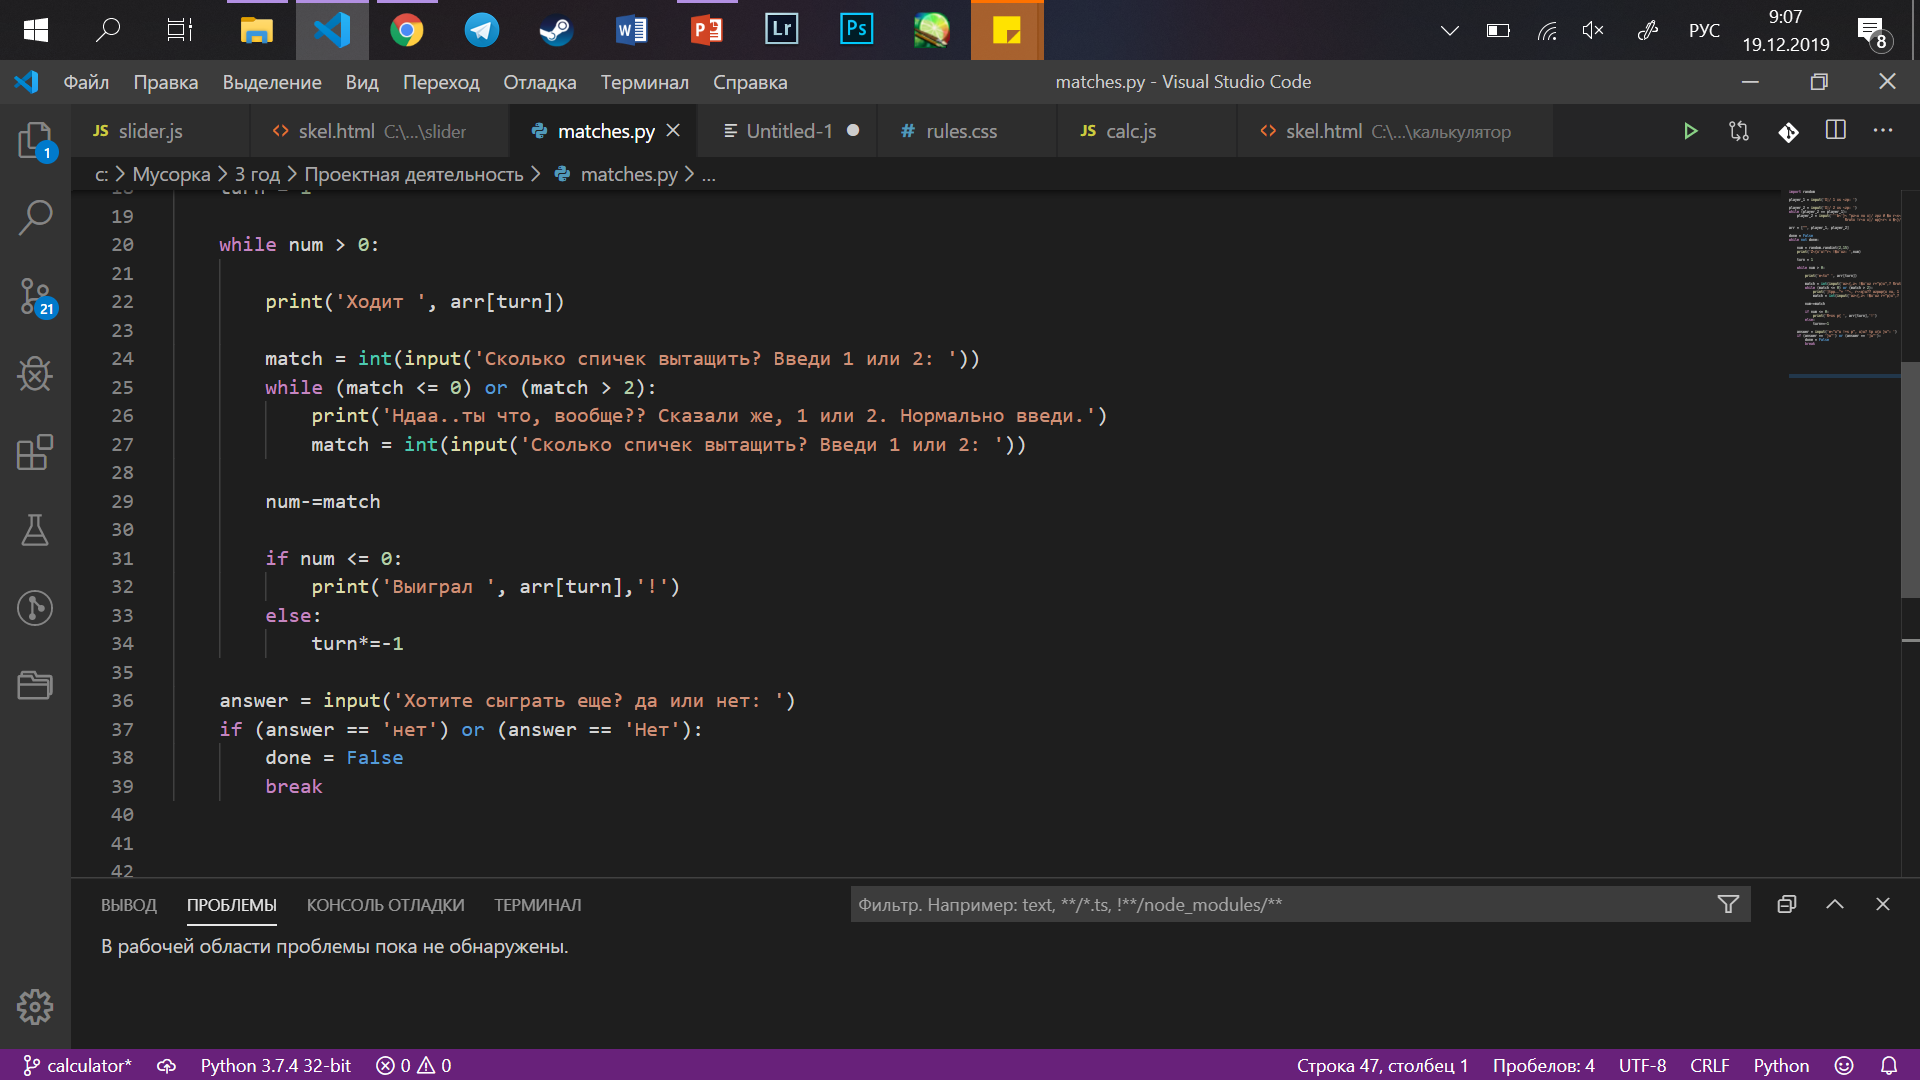 Lr
Ps
РУС
9:07
19.12.2019
8
Файл Правка Выделение Вид Переход Отладка Терминал Справка
matches.py - Visual Studio Code
JS slider.js
<> skel.html C:\...\slider
matches.py
Untitled-1
# rules.css
JS calc.js
<> skel.html C:\...\калькулятор
1
21
c: > Мусорка > 3 год > Проектная деятельность > matches.py > ...
19
20 while num > 0:
21
22 print('Ходит ', arr[turn])
23
24 match = int(input('Сколько спичек вытащить? Введи 1 или 2: '))
25 while (match <= 0) or (match > 2):
26 print('Ндаа..ты что, вообще?? Сказали же, 1 или 2. Нормально введи.')
27 match = int(input('Сколько спичек вытащить? Введи 1 или 2: '))
28
29 num-=match
30
31 if num <= 0:
32 print('Выиграл ', arr[turn],'!')
33 else:
34 turn*=-1
35
36 answer = input('Хотите сыграть еще? да или нет: ')
37 if (answer == 'нет') or (answer == 'Нет'):
38 done = False
39 break
40
41
42
ВЫВОД ПРОБЛЕМЫ КОНСОЛЬ ОТЛАДКИ ТЕРМИНАЛ
Фильтр. Например: text, **/*.ts, !**/node_modules/**
В рабочей области проблемы пока не обнаружены.
calculator* Python 3.7.4 32-bit 0 0
Строка 47, столбец 1 Пробелов: 4 UTF-8 CRLF Python